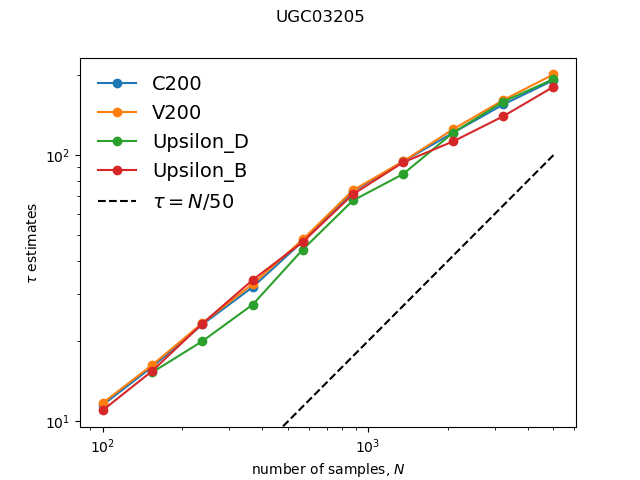 UGC03205
C200
V200
Upsilon_D
Upsilon_B
τ = N/50
τ estimates
10²
10¹
10²
10³
number of samples, N